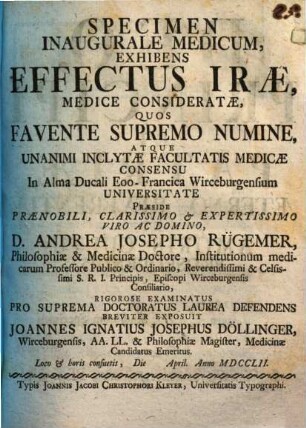 SPECIMEN
INAUGURALE MEDICUM,
EXHIBENS
EFFECTUS IRÆ,
MEDICE CONSIDERATÆ,
QUOS
FAVENTE SUPREMO NUMINE,
ATQUE
UNANIMI INCLYTÆ FACULTATIS MEDICÆ
CONSENSU
In Alma Ducali Eoo-Francica Wirceburgensium
UNIVERSITATE
PRÆSIDE
PRÆNOBILI, CLARISSIMO & EXPERTISSIMO
VIRO AC DOMINO,
D. ANDREA JOSEPHO RÜGEMER,
Philosophiæ & Medicinæ Doctore, Institutionum medi-
carum Professore Publico & Ordinario, Reverendissimi & Celsis-
simi S. R. I. Principis, Episcopi Wirceburgensis
Consiliario,
RIGOROSE EXAMINATUS
PRO SUPREMA DOCTORATUS LAUREA DEFENDENS
BREVITER EXPOSUIT
JOANNES IGNATIUS JOSEPHUS DÖLLINGER,
Wirceburgensis, AA. LL. & Philosophiæ Magister, Medicinæ
Candidatus Emeritus.
Loco & horis consuetis, Die April. Anno MDCCLII.
Typis JOANNIS JACOBI CHRISTOPHORI KLEYER, Universitatis Typographi.